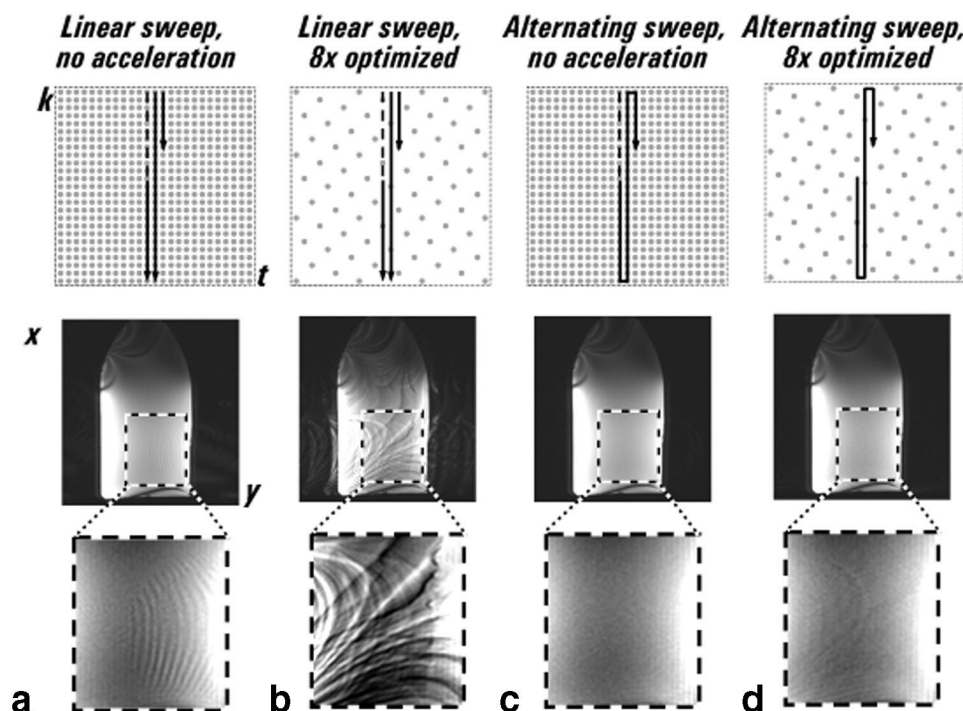 Linear sweep,
no acceleration
Linear sweep,
8x optimized
Alternating sweep,
no acceleration
Alternating sweep,
8x optimized
k
t
x
y
a
b
c
d